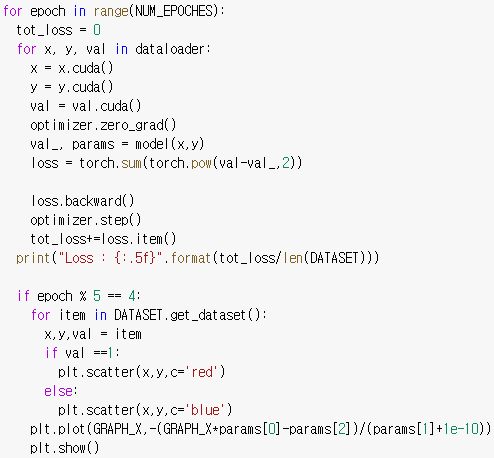 for epoch in range(NUM_EPOCHES):
  tot_loss = 0
  for x, y, val in dataloader:
    x = x.cuda()
    y = y.cuda()
    val = val.cuda()
    optimizer.zero_grad()
    val_, params = model(x,y)
    loss = torch.sum(torch.pow(val-val_,2))

    loss.backward()
    optimizer.step()
    tot_loss+=loss.item()
  print("Loss : {:.5f}".format(tot_loss/len(DATASET)))

  if epoch % 5 == 4:
    for item in DATASET.get_dataset():
      x,y,val = item
      if val ==1:
        plt.scatter(x,y,c='red')
      else:
        plt.scatter(x,y,c='blue')
    plt.plot(GRAPH_X,-(GRAPH_X*params[0]-params[2])/(params[1]+1e-10))
    plt.show()